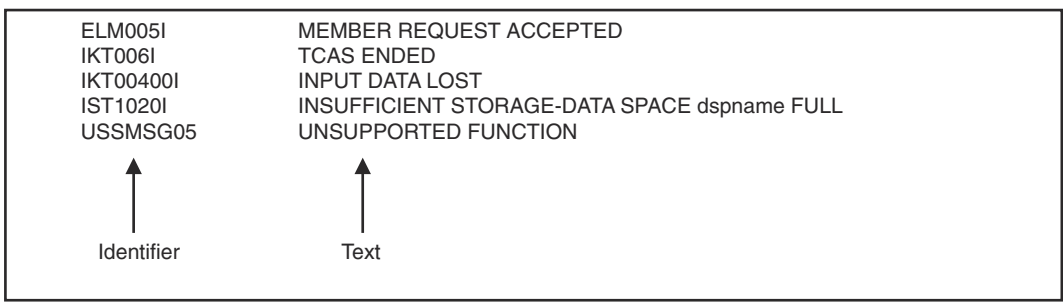 ELM005I MEMBER REQUEST ACCEPTED
IKT006I TCAS ENDED
IKT00400I INPUT DATA LOST
IST1020I INSUFFICIENT STORAGE-DATA SPACE dspname FULL
USSMSG05 UNSUPPORTED FUNCTION
Identifier Text